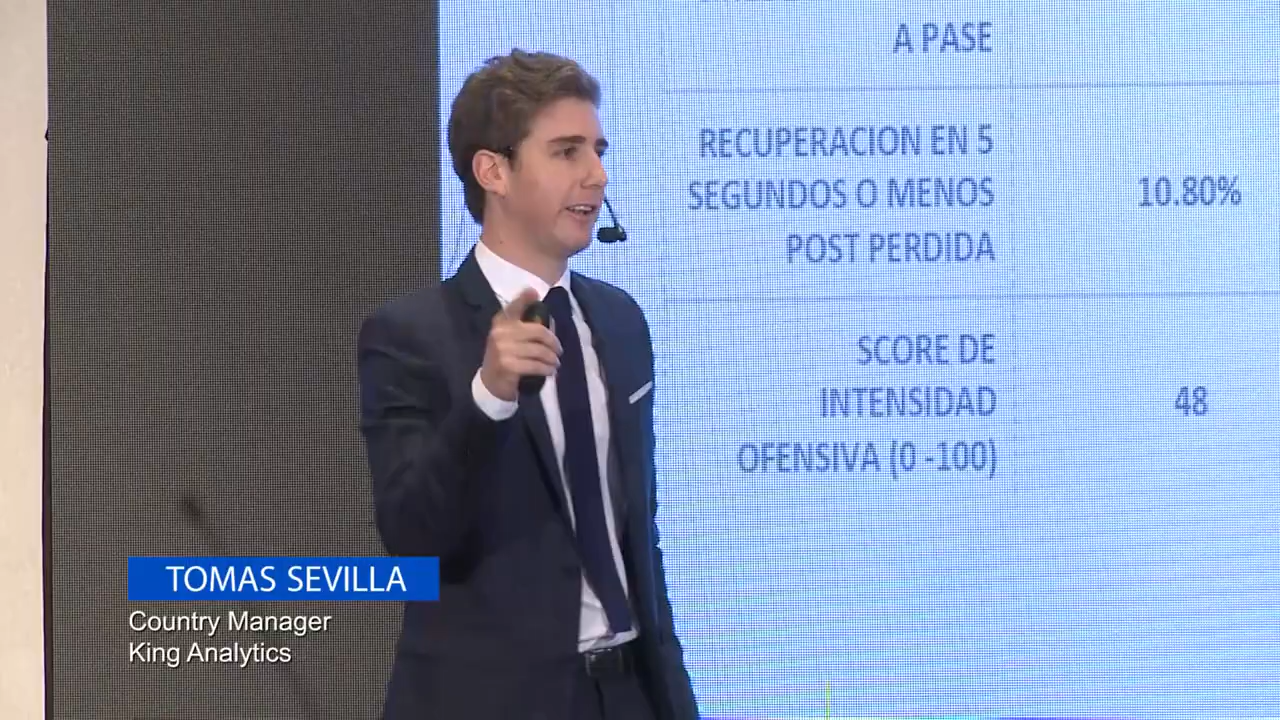 A PASE
RECUPERACION EN 5
SEGUNDOS O MENOS
10.80%
POST PERDIDA
SCORE DE
INTENSIDAD
48
OFENSIVA (0 -100)
TOMAS SEVILLA
Country Manager
King Analytics